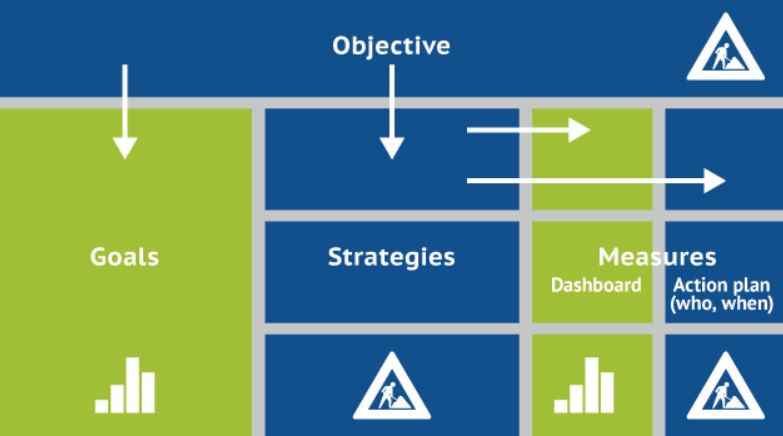 Objective
Goals
Strategies
Measures
Dashboard
Action plan
(who, when)